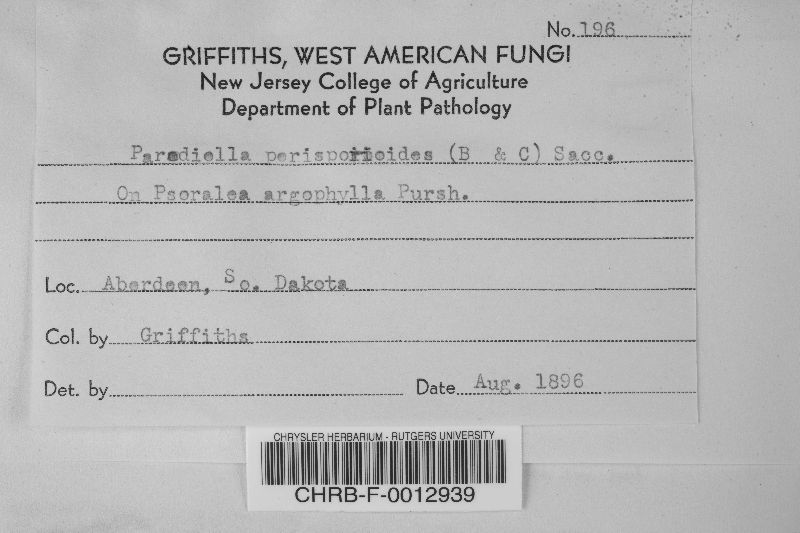 No. 196
GRIFFITHS, WEST AMERICAN FUNGI
New Jersey College of Agriculture
Department of Plant Pathology
Parodiella perisporioides (B & C) Sacc.
On Psoralea argophylla Pursh.
Loc. Aberdeen, So. Dakota
Col. by Griffiths
Det. by
Date Aug. 1896
CHRYSLER HERBARIUM - RUTGERS UNIVERSITY
CHRB-F-0012939